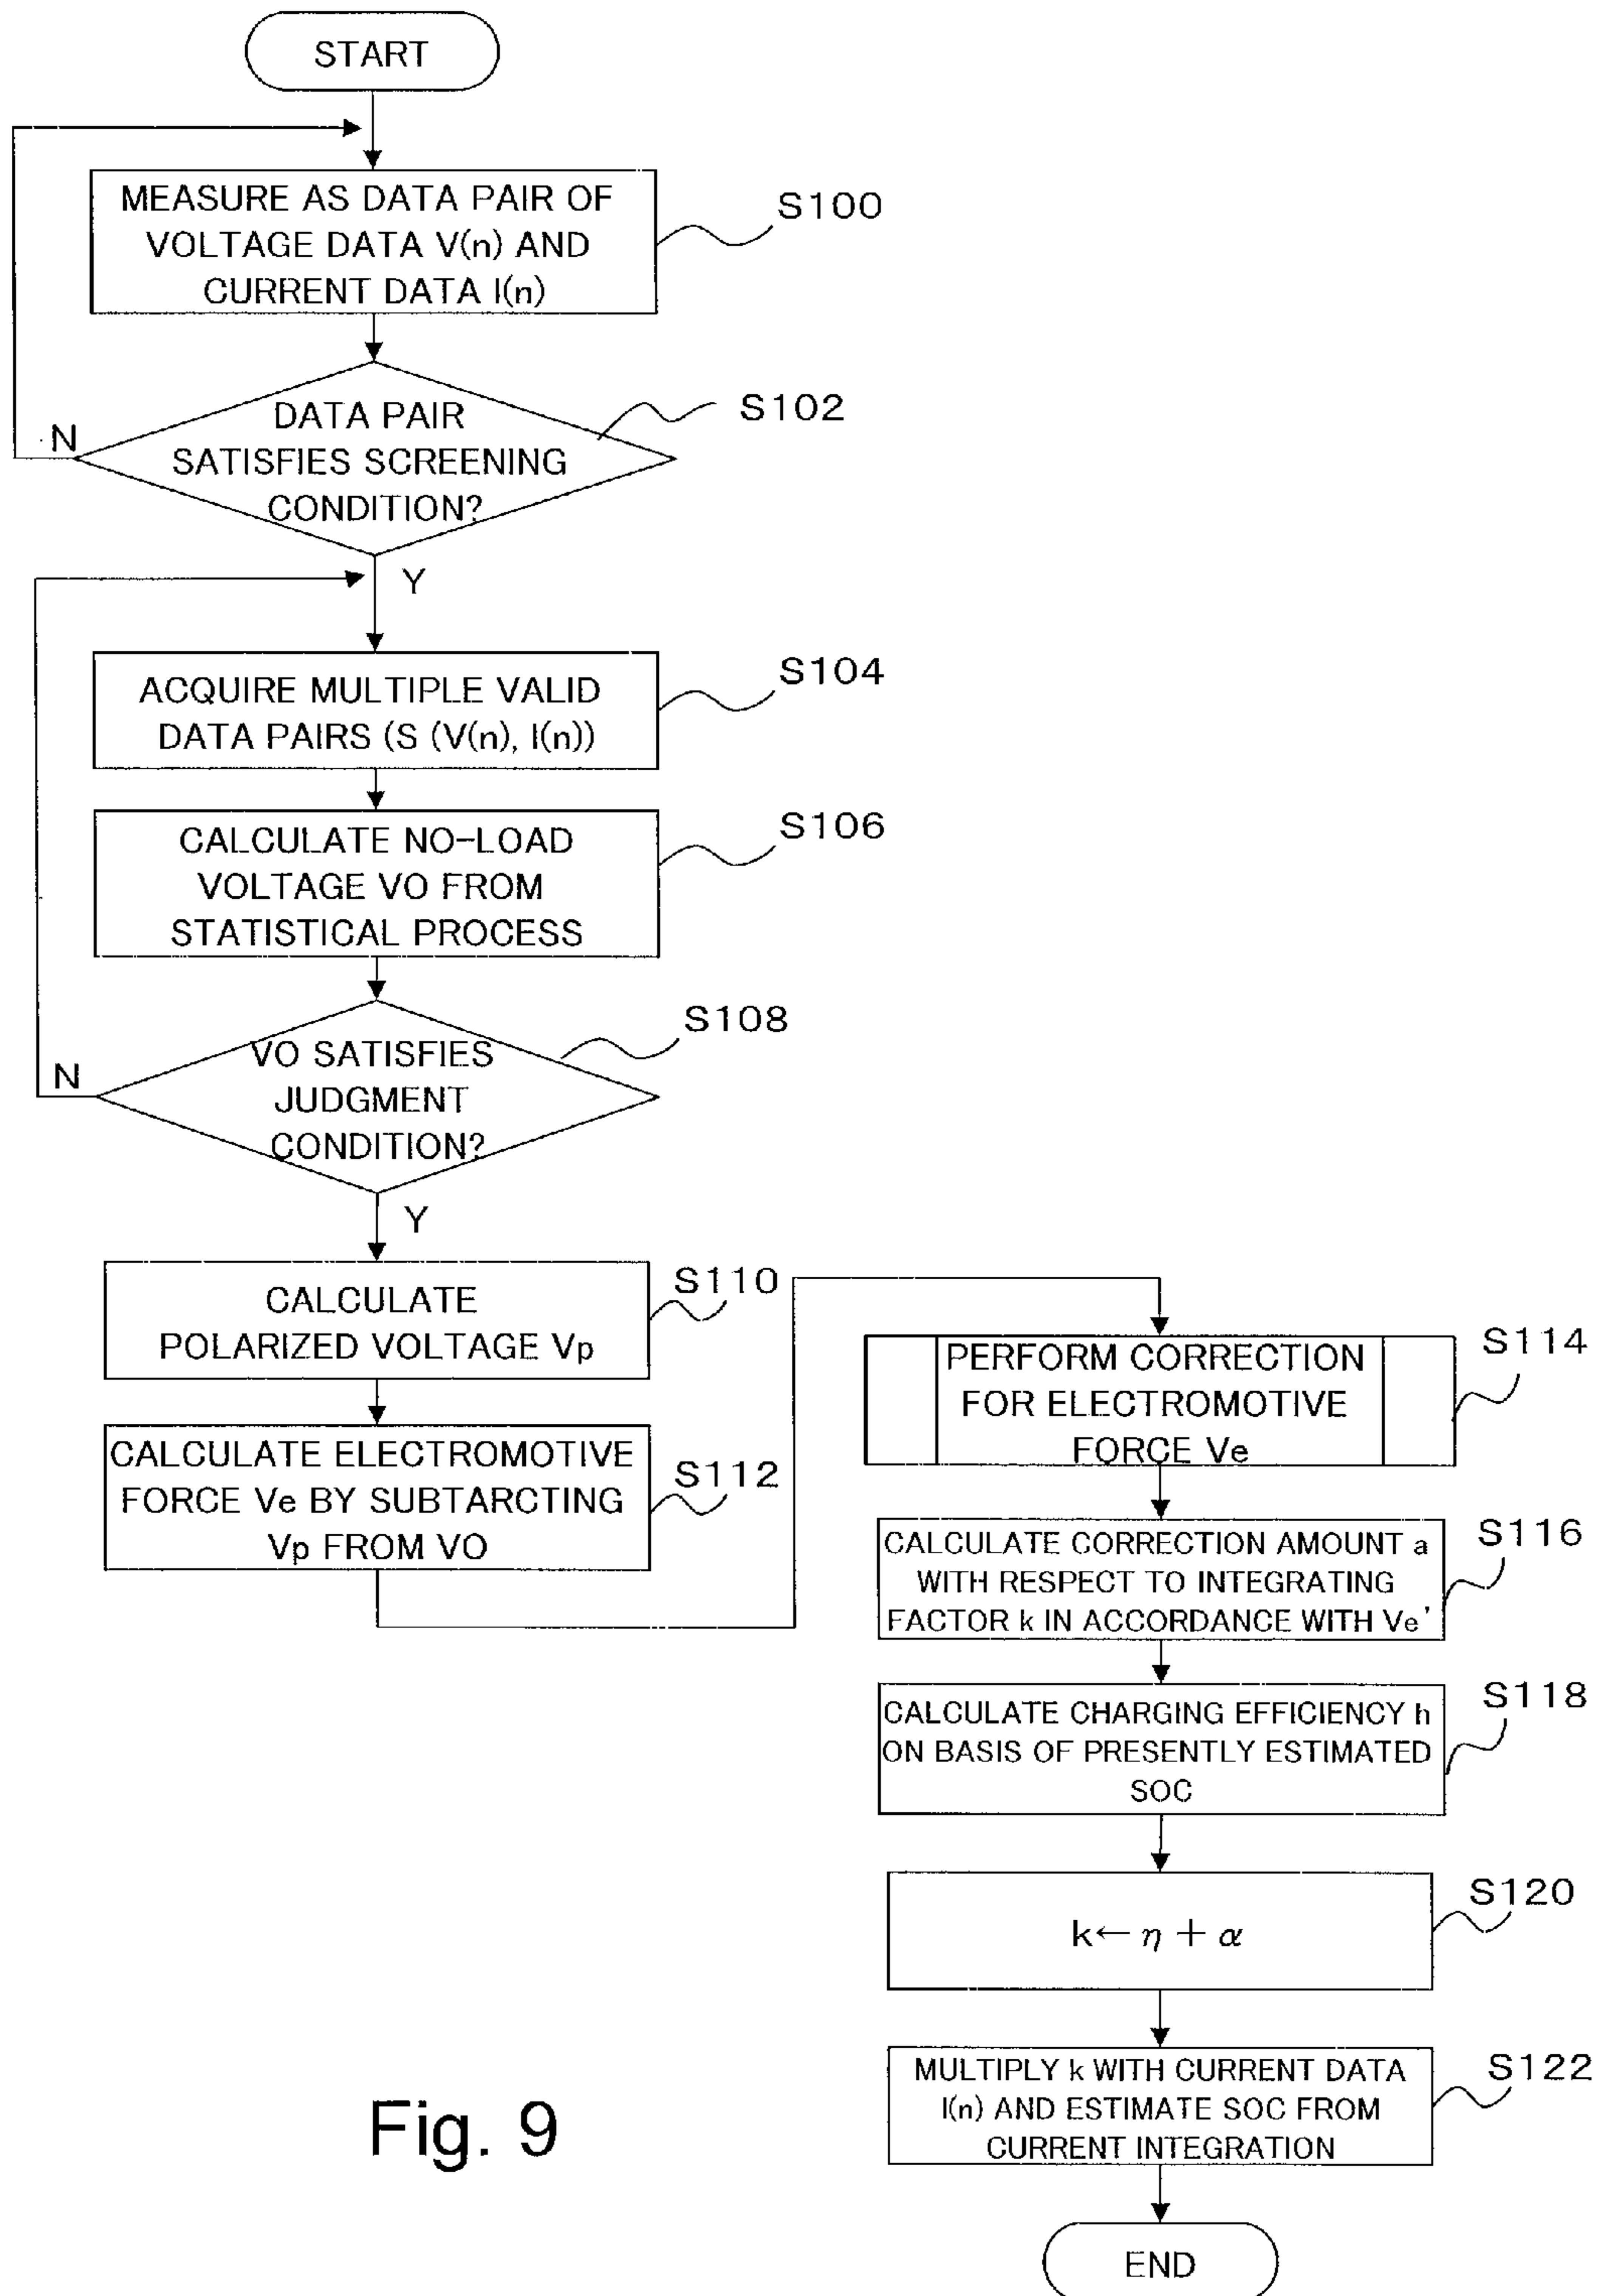 START
MEASURE AS DATA PAIR OF
VOLTAGE DATA V(n) AND
CURRENT DATA I(n)
S100
DATA PAIR
SATISFIES SCREENING
CONDITION?
S102
N
Y
ACQUIRE MULTIPLE VALID
DATA PAIRS (S (V(n), I(n))
S104
CALCULATE NO-LOAD
VOLTAGE VO FROM
STATISTICAL PROCESS
S106
VO SATISFIES
JUDGMENT
CONDITION?
S108
N
Y
CALCULATE
POLARIZED VOLTAGE Vp
S110
CALCULATE ELECTROMOTIVE
FORCE Ve BY SUBTARCTING
Vp FROM VO
S112
PERFORM CORRECTION
FOR ELECTROMOTIVE
FORCE Ve
S114
CALCULATE CORRECTION AMOUNT a
WITH RESPECT TO INTEGRATING
FACTOR k IN ACCORDANCE WITH Ve'
S116
CALCULATE CHARGING EFFICIENCY h
ON BASIS OF PRESENTLY ESTIMATED
SOC
S118
k← η + α
S120
MULTIPLY k WITH CURRENT DATA
I(n) AND ESTIMATE SOC FROM
CURRENT INTEGRATION
S122
END
Fig. 9